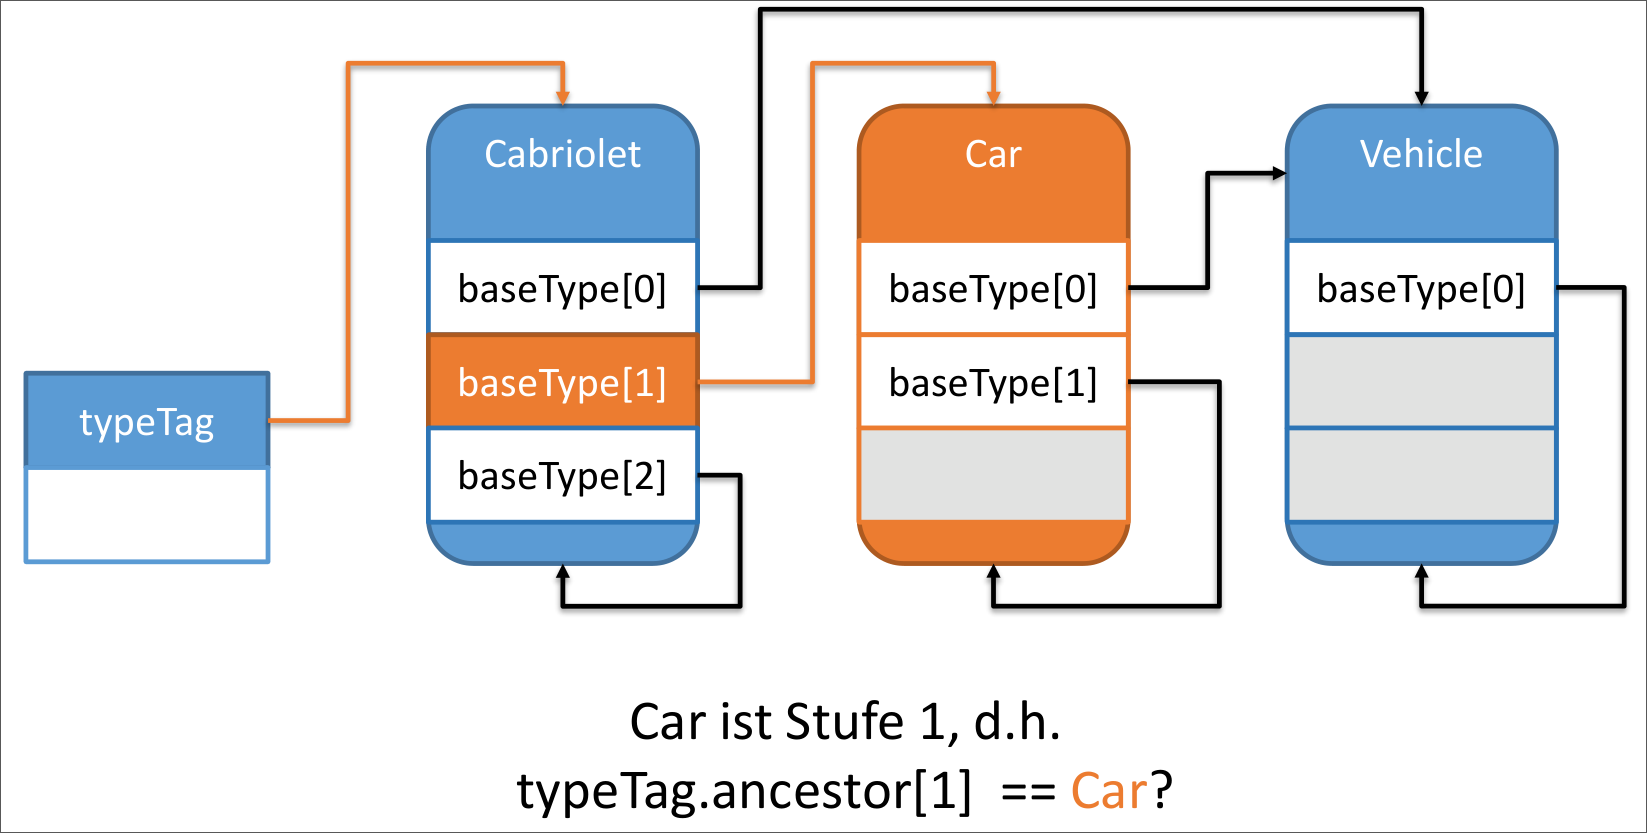 Cabriolet
Car
Vehicle
baseType[0]
baseType[0]
baseType[0]
baseType[1]
baseType[1]
typeTag
baseType[2]
Car ist Stufe 1, d.h.
typeTag.ancestor[1] == Car?